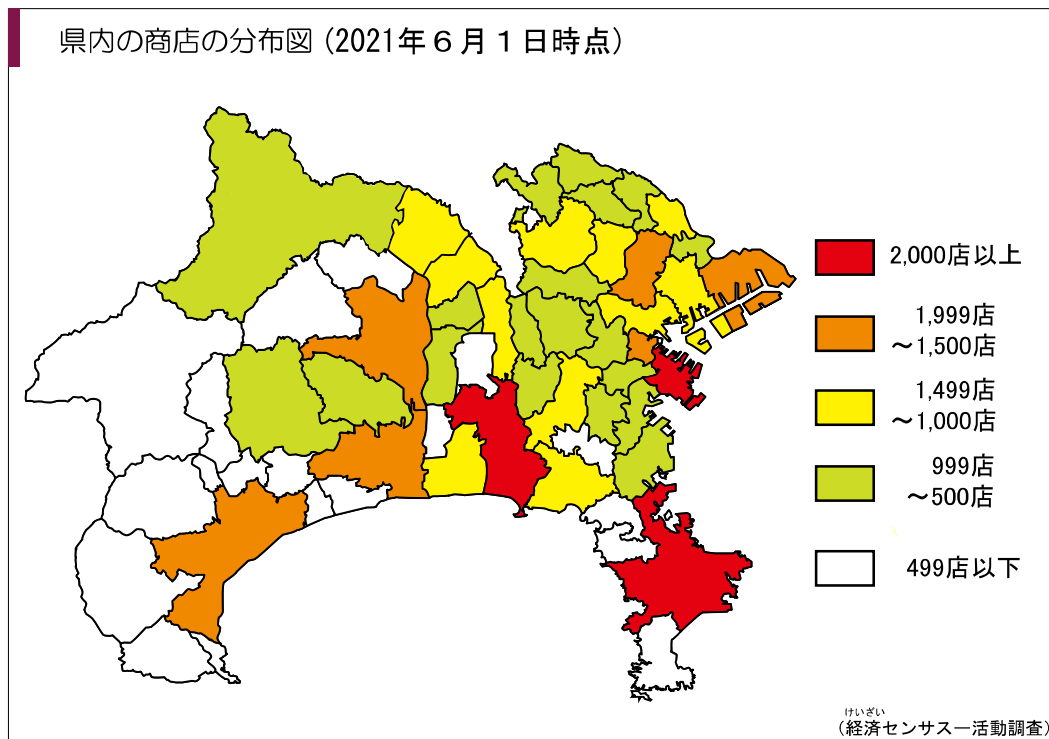 県内の商店の分布図（2021年６月１日時点）
2,000店以上
1,999店
～1,500店
1,499店
～1,000店
999店
～500店
499店以下
けいざい
（経済センサス―活動調査）